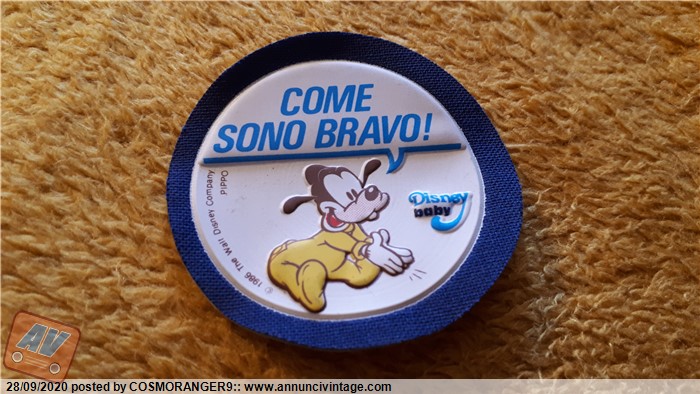 COME
SONO BRAVO!
Disney
baby
© 1986 The Walt Disney Company
PIPPO
AV
28/09/2020 posted by COSMORANGER9:: www.annuncivintage.com